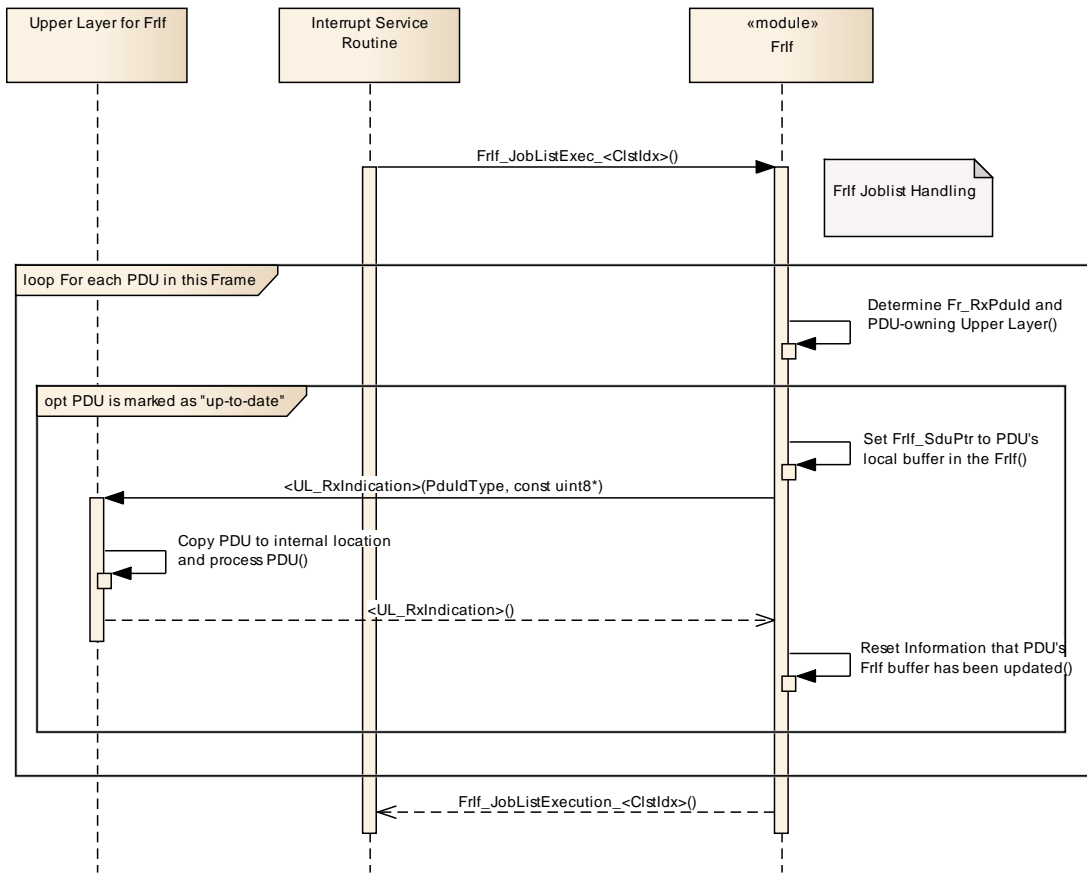 Upper Layer for FrIf
Interrupt Service
Routine
«module»
FrIf
FrIf_JobListExec_<ClstIdx>()
FrIf Joblist Handling
loop For each PDU in this Frame
Determine Fr_RxPduId and
PDU-owning Upper Layer()
opt PDU is marked as "up-to-date"
Set FrIf_SduPtr to PDU's
local buffer in the FrIf()
<UL_RxIndication>(PduIdType, const uint8*)
Copy PDU to internal location
and process PDU()
<UL_RxIndication>()
Reset Information that PDU's
FrIf buffer has been updated()
FrIf_JobListExecution_<ClstIdx>()